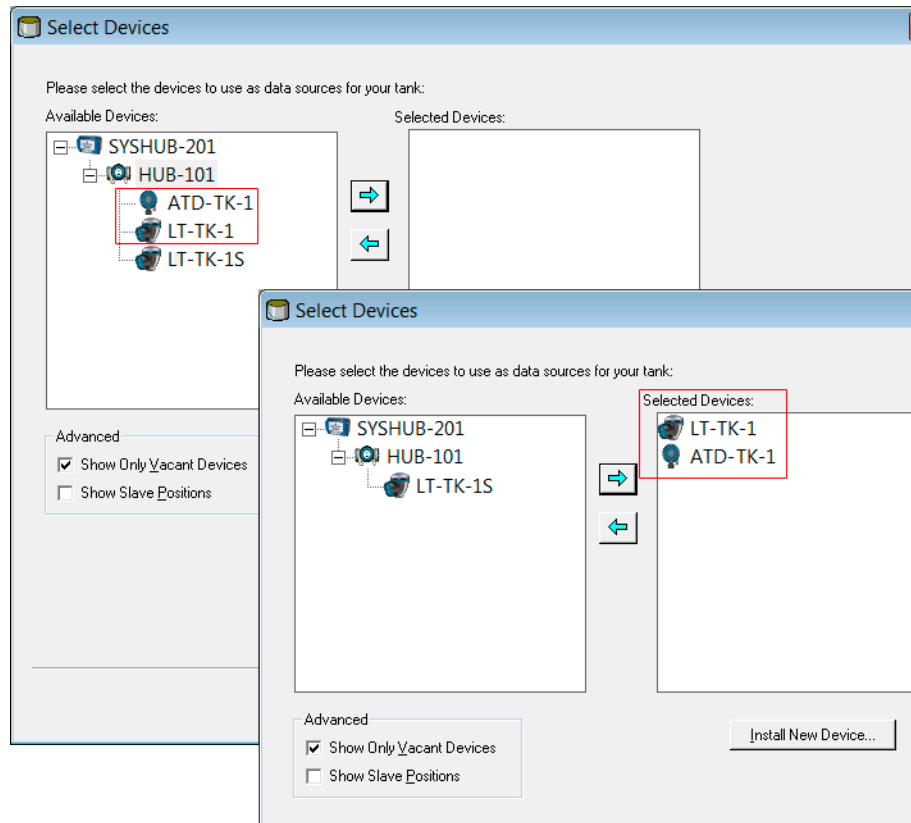 Select Devices
Please select the devices to use as data sources for your tank:
Available Devices:
Selected Devices:
SYSHUB-201
HUB-101
ATD-TK-1
LT-TK-1
LT-TK-1S
Advanced
Show Only Vacant Devices
Show Slave Positions
Select Devices
Please select the devices to use as data sources for your tank:
Available Devices:
Selected Devices:
SYSHUB-201
HUB-101
LT-TK-1S
LT-TK-1
ATD-TK-1
Advanced
Show Only Vacant Devices
Show Slave Positions
Install New Device...